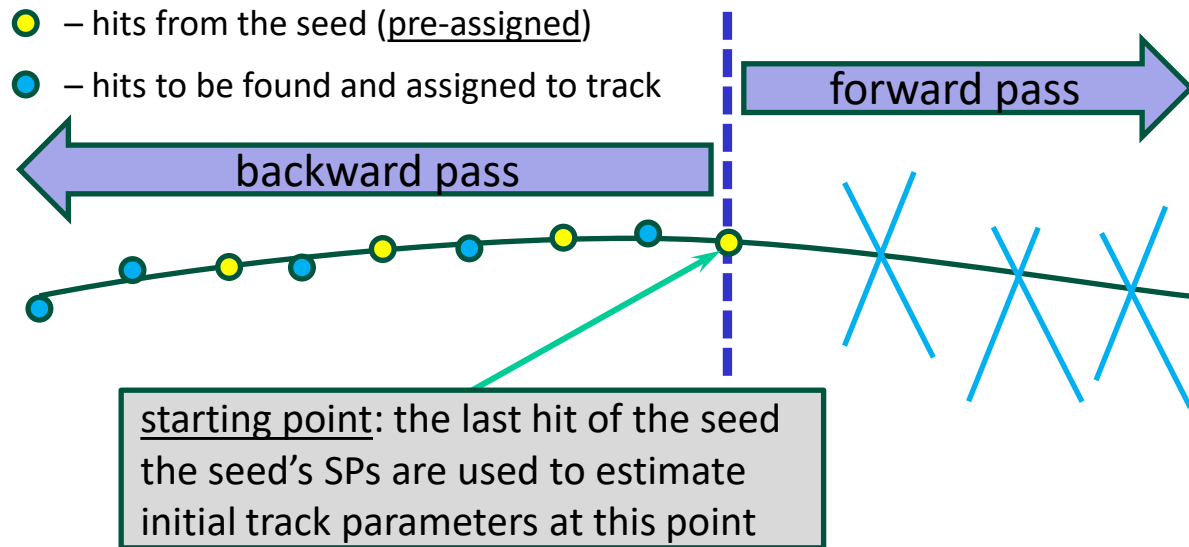 – hits from the seed (pre-assigned)
– hits to be found and assigned to track
forward pass
backward pass
starting point: the last hit of the seed
the seed’s SPs are used to estimate
initial track parameters at this point